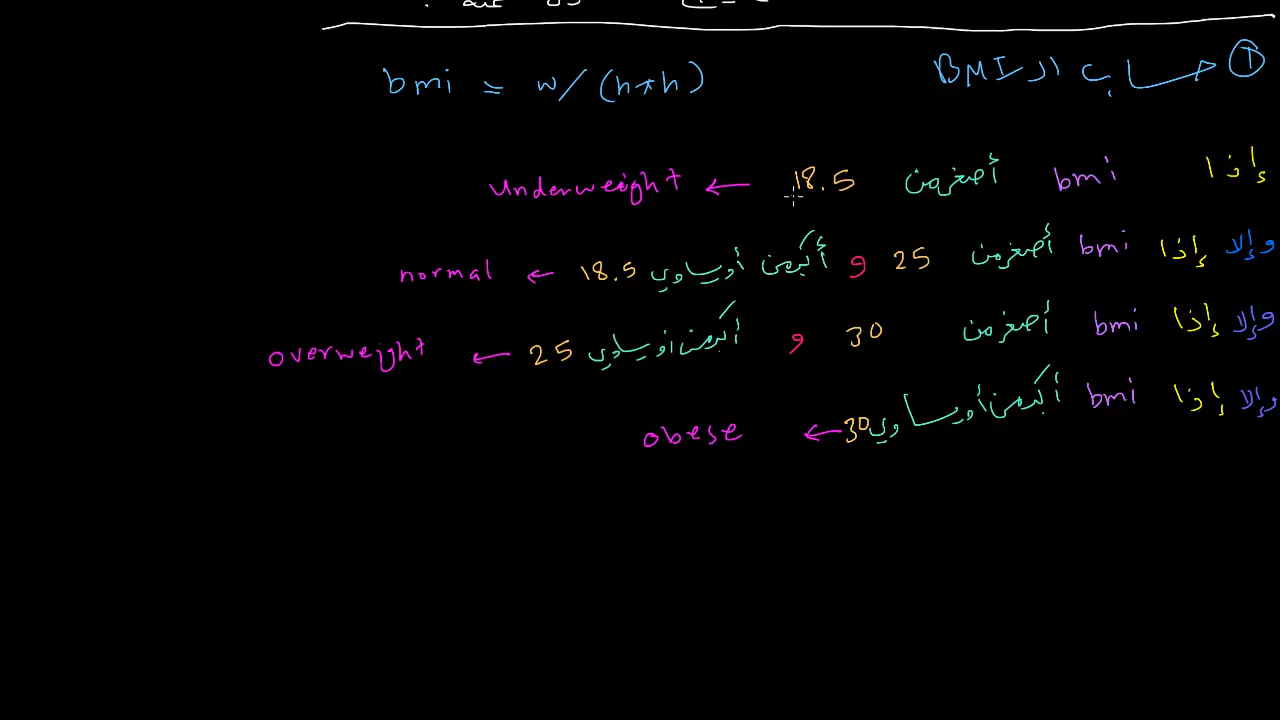 ① حساب الـ BMI bmi = w/(h*h)
إذا bmi أصغر من 18.5 ← Underweight
وإلا إذا bmi أصغر من 25 و أكبر من أو يساوي 18.5 ← normal
وإلا إذا bmi أصغر من 30 و أكبر من أو يساوي 25 ← overweight
وإلا إذا bmi أكبر من أو يساوي 30 ← obese